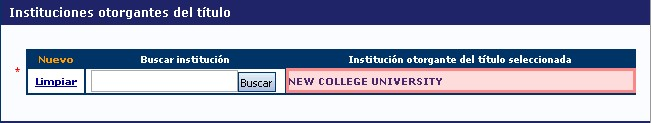 Instituciones otorgantes del título
Nuevo Buscar institución Institución otorgante del título seleccionada
* Limpiar Buscar NEW COLLEGE UNIVERSITY